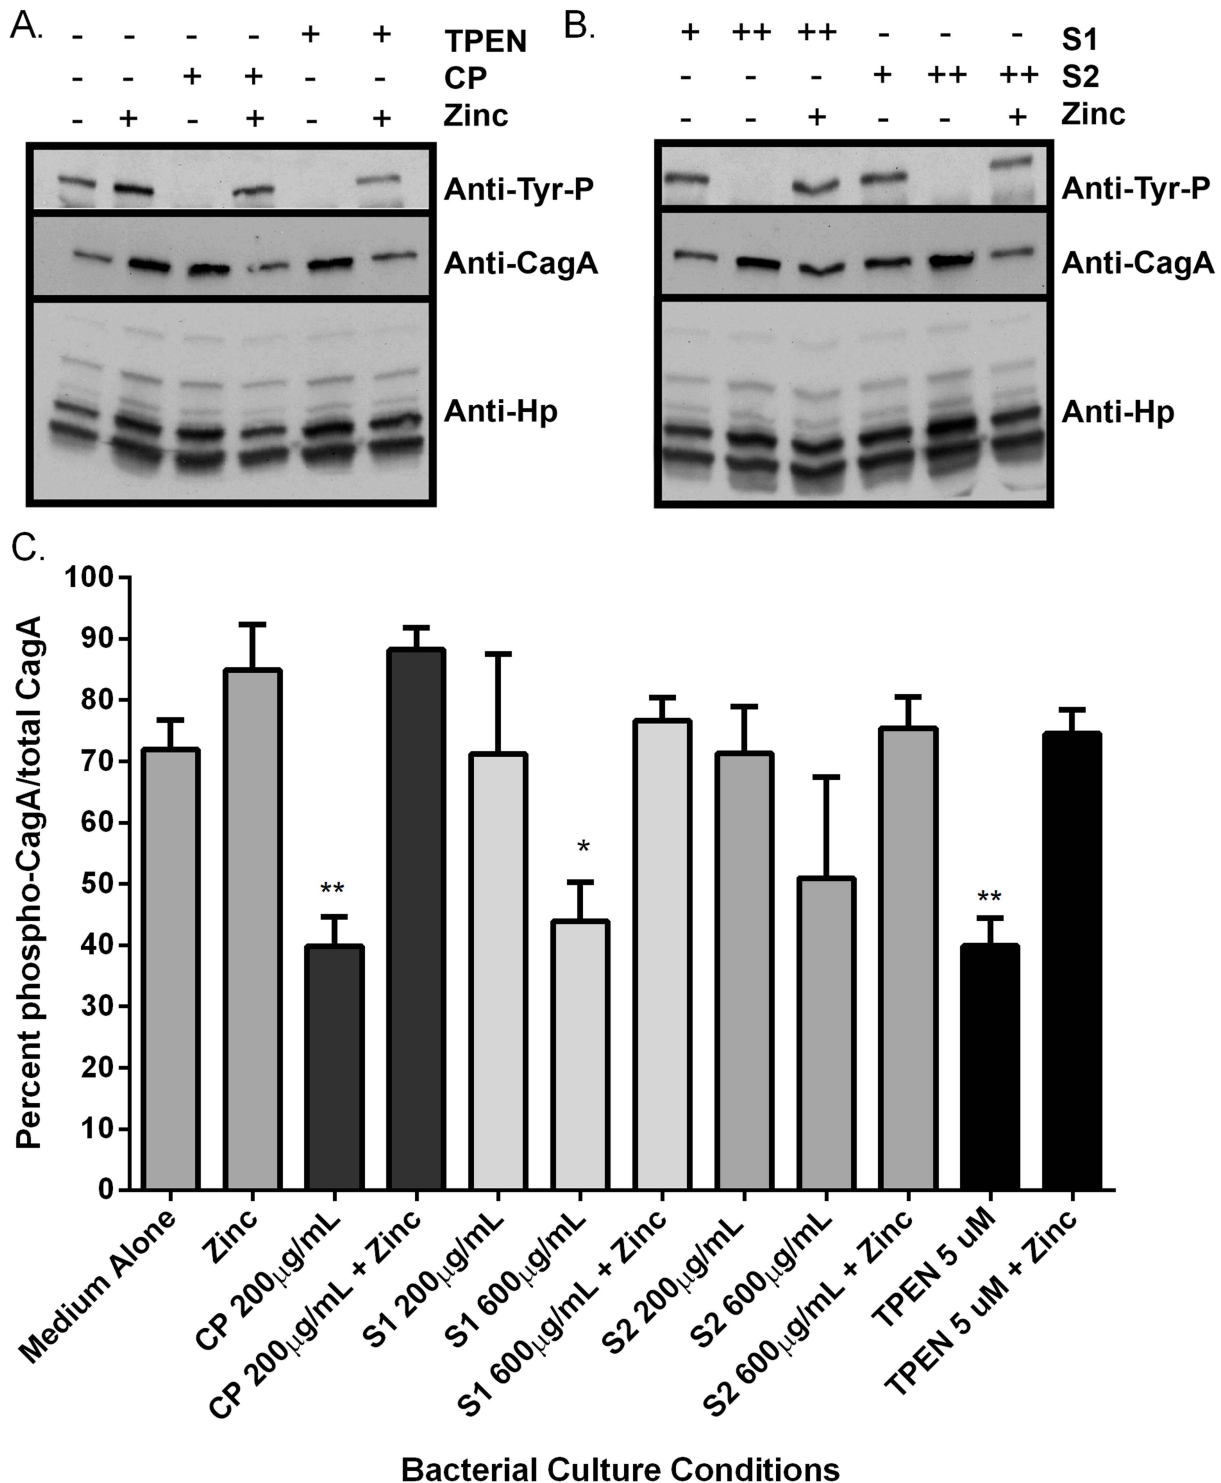 A.
- - - - + + TPEN
- - + + - - CP
- + - + - + Zinc
Anti-Tyr-P
Anti-CagA
Anti-Hp
B.
+ ++ ++ - - - S1
- - - + ++ ++ S2
- - + - - + Zinc
Anti-Tyr-P
Anti-CagA
Anti-Hp
C.
Percent phospho-CagA/total CagA
100
90
80
70
60
50
40
30
20
10
0
**
*
**
Medium Alone
Zinc
CP 200µg/mL
CP 200µg/mL + Zinc
S1 200µg/mL
S1 600µg/mL
S1 600µg/mL + Zinc
S2 200µg/mL
S2 600µg/mL
S2 600µg/mL + Zinc
TPEN 5 uM
TPEN 5 uM + Zinc
Bacterial Culture Conditions